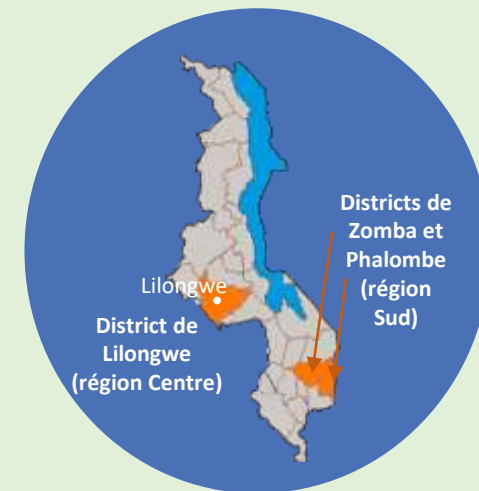 Districts de
Zomba et
Phalombe
(région
Sud)
Lilongwe
District de
Lilongwe
(région Centre)